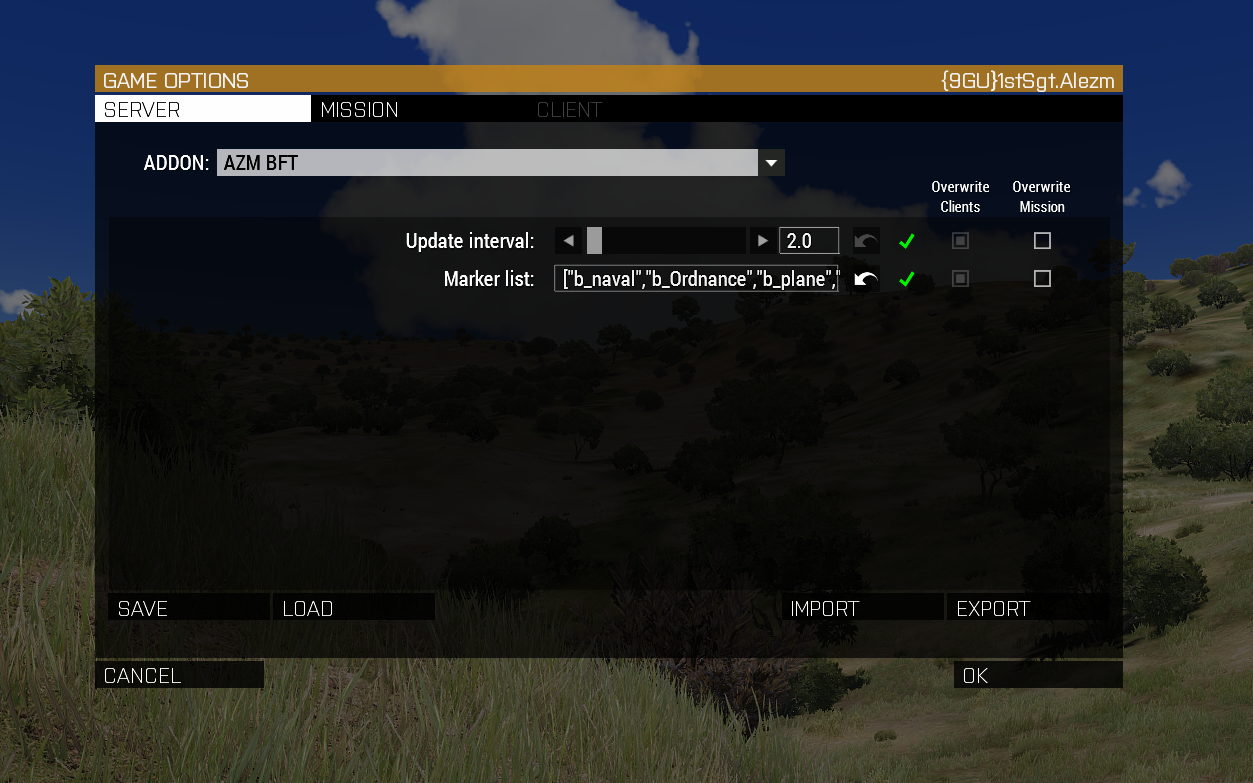 GAME OPTIONS {9GU}1stSgt.Alezm
SERVER MISSION CLIENT
ADDON: AZM BFT
Overwrite Clients Overwrite Mission
Update interval: 2.0
Marker list: ["b_naval","b_Ordnance","b_plane","
SAVE LOAD IMPORT EXPORT
CANCEL OK